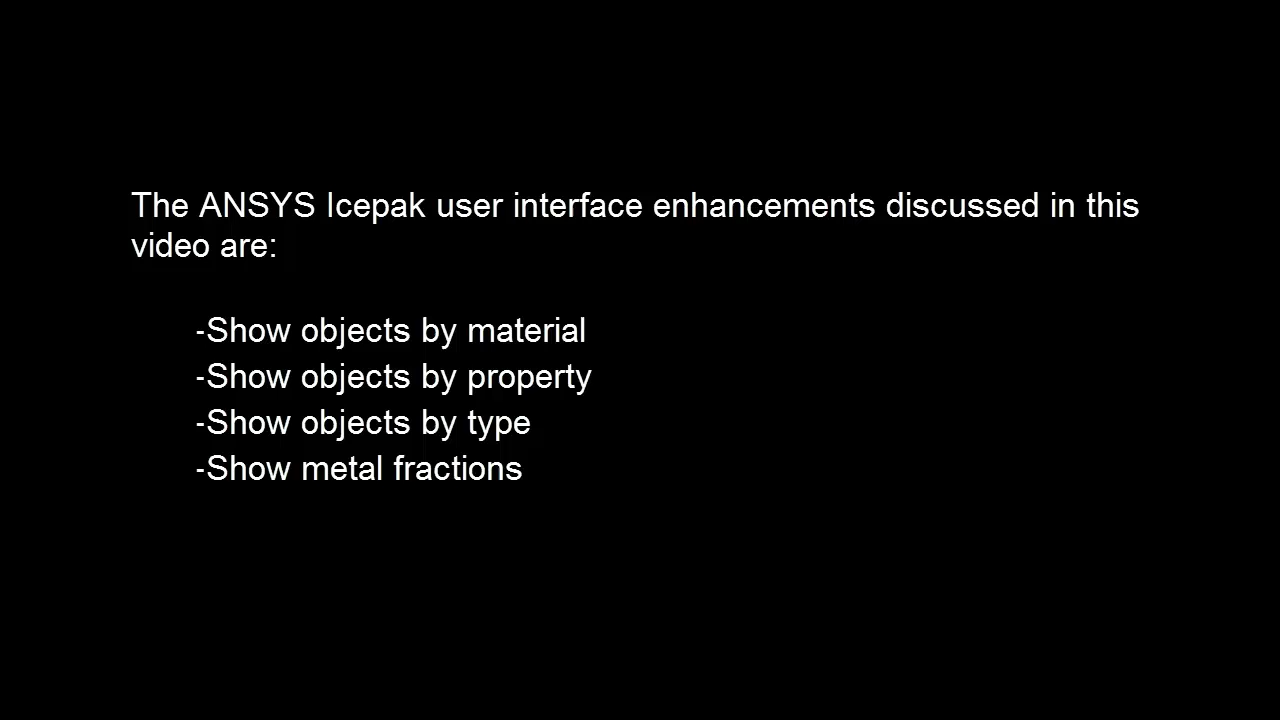 The ANSYS Icepak user interface enhancements discussed in this
video are:
-Show objects by material
-Show objects by property
-Show objects by type
-Show metal fractions